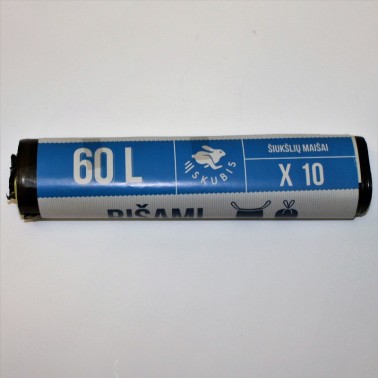 60 L
SKUBIS
ŠIUKŠLIŲ MAIŠAI
X 10
RIŠAMI